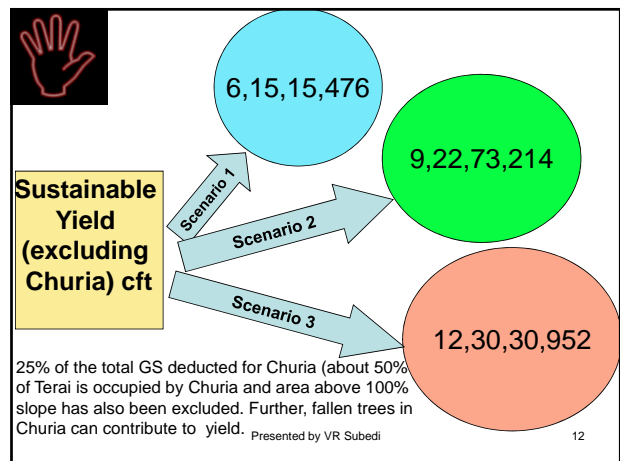 6,15,15,476
9,22,73,214
Sustainable
Yield
(excluding
Churia) cft
Scenario 1
Scenario 2
Scenario 3
12,30,30,952
25% of the total GS deducted for Churia (about 50%
of Terai is occupied by Churia and area above 100%
slope has also been excluded. Further, fallen trees in
Churia can contribute to yield.
Presented by VR Subedi
12